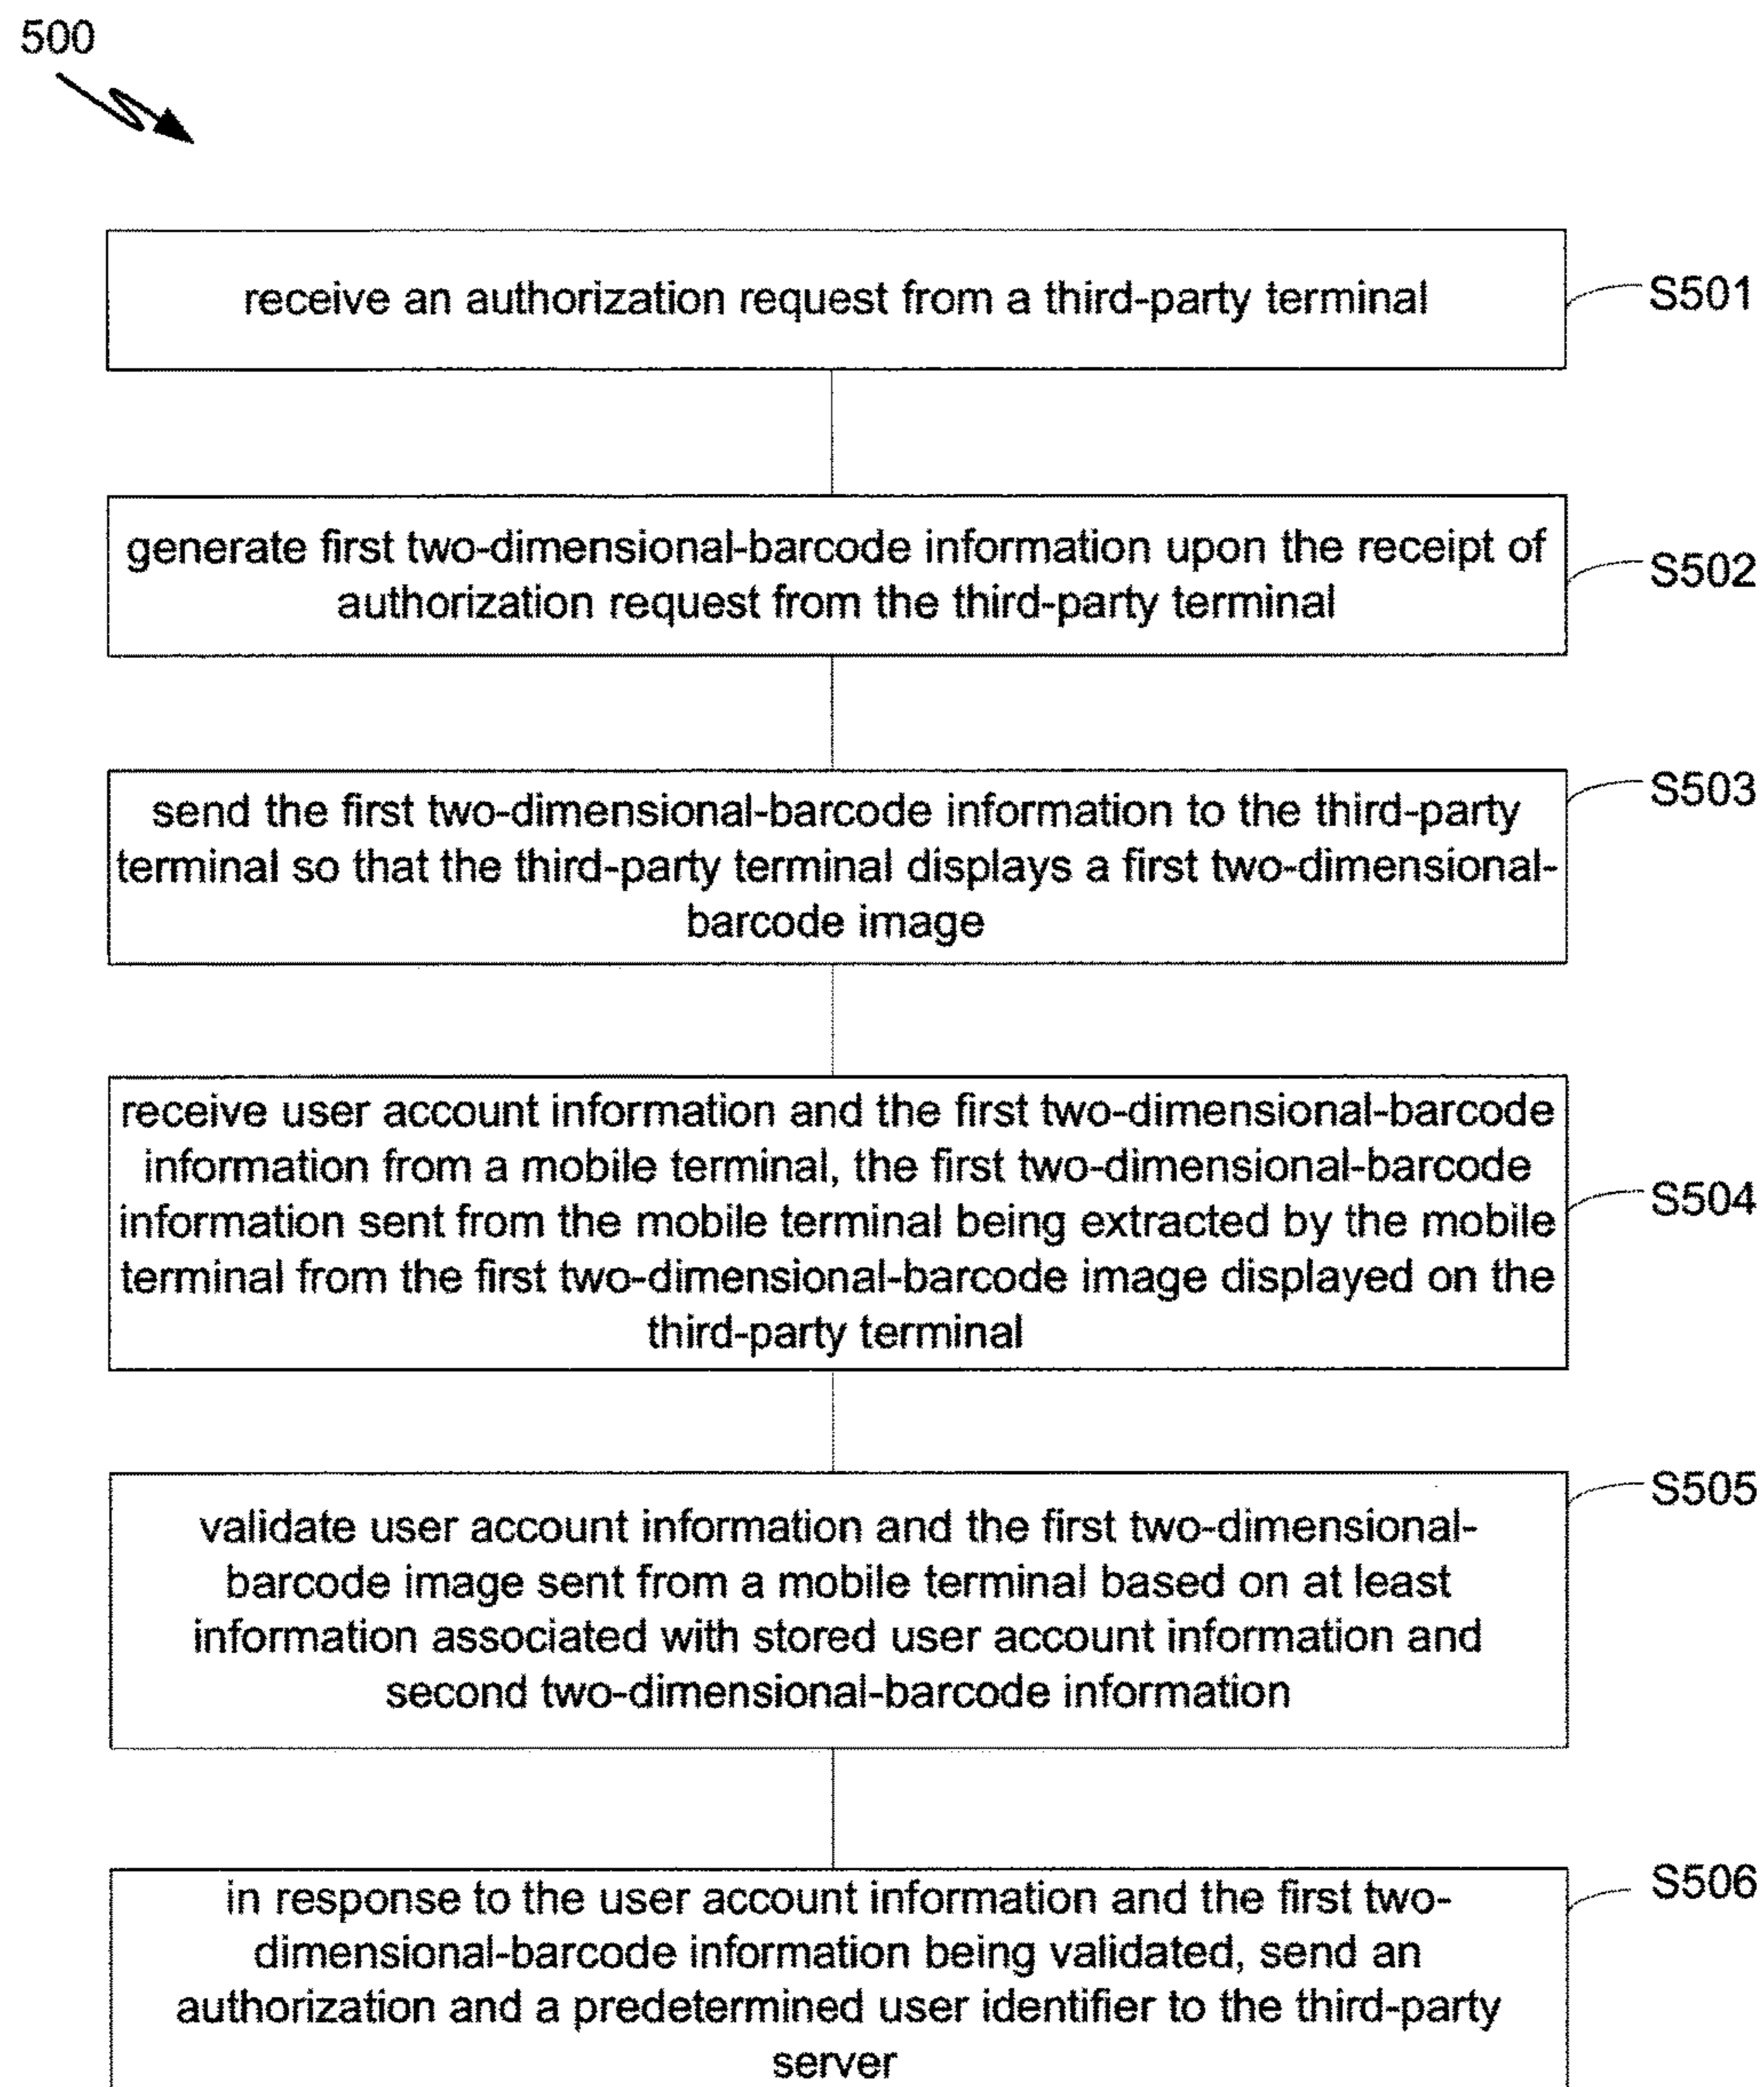 500
receive an authorization request from a third-party terminal
S501
generate first two-dimensional-barcode information upon the receipt of
authorization request from the third-party terminal
S502
send the first two-dimensional-barcode information to the third-party
terminal so that the third-party terminal displays a first two-dimensional-
barcode image
S503
receive user account information and the first two-dimensional-barcode
information from a mobile terminal, the first two-dimensional-barcode
information sent from the mobile terminal being extracted by the mobile
terminal from the first two-dimensional-barcode image displayed on the
third-party terminal
S504
validate user account information and the first two-dimensional-
barcode image sent from a mobile terminal based on at least
information associated with stored user account information and
second two-dimensional-barcode information
S505
in response to the user account information and the first two-
dimensional-barcode information being validated, send an
authorization and a predetermined user identifier to the third-party
server
S506